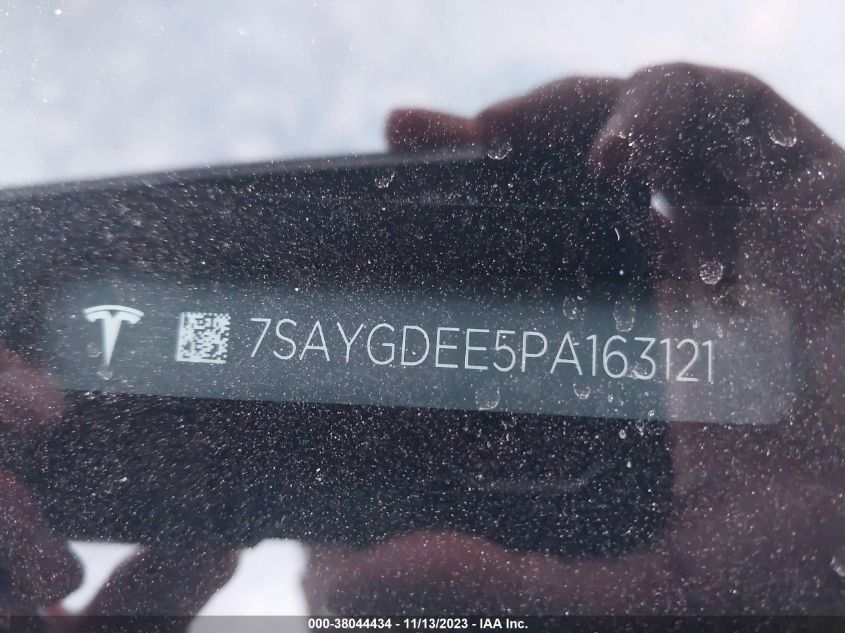 7SAYGDEE5PA163121
000-38044434 - 11/13/2023 - IAA Inc.